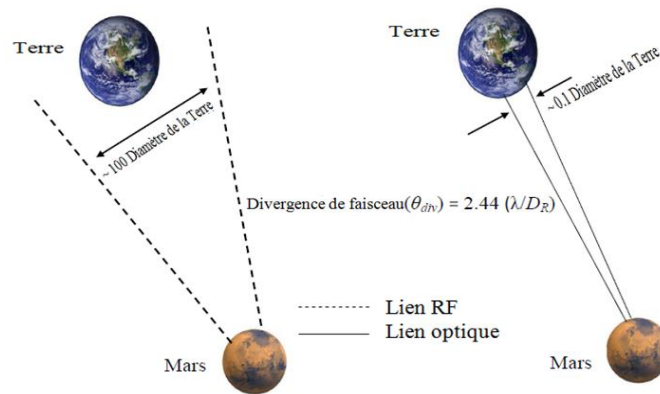 Terre
~100 Diamètre de la Terre
Mars
Terre
~0.1 Diamètre de la Terre
Divergence de faisceau(θdiv) = 2.44 (λ/DR)
Lien RF
Lien optique
Mars